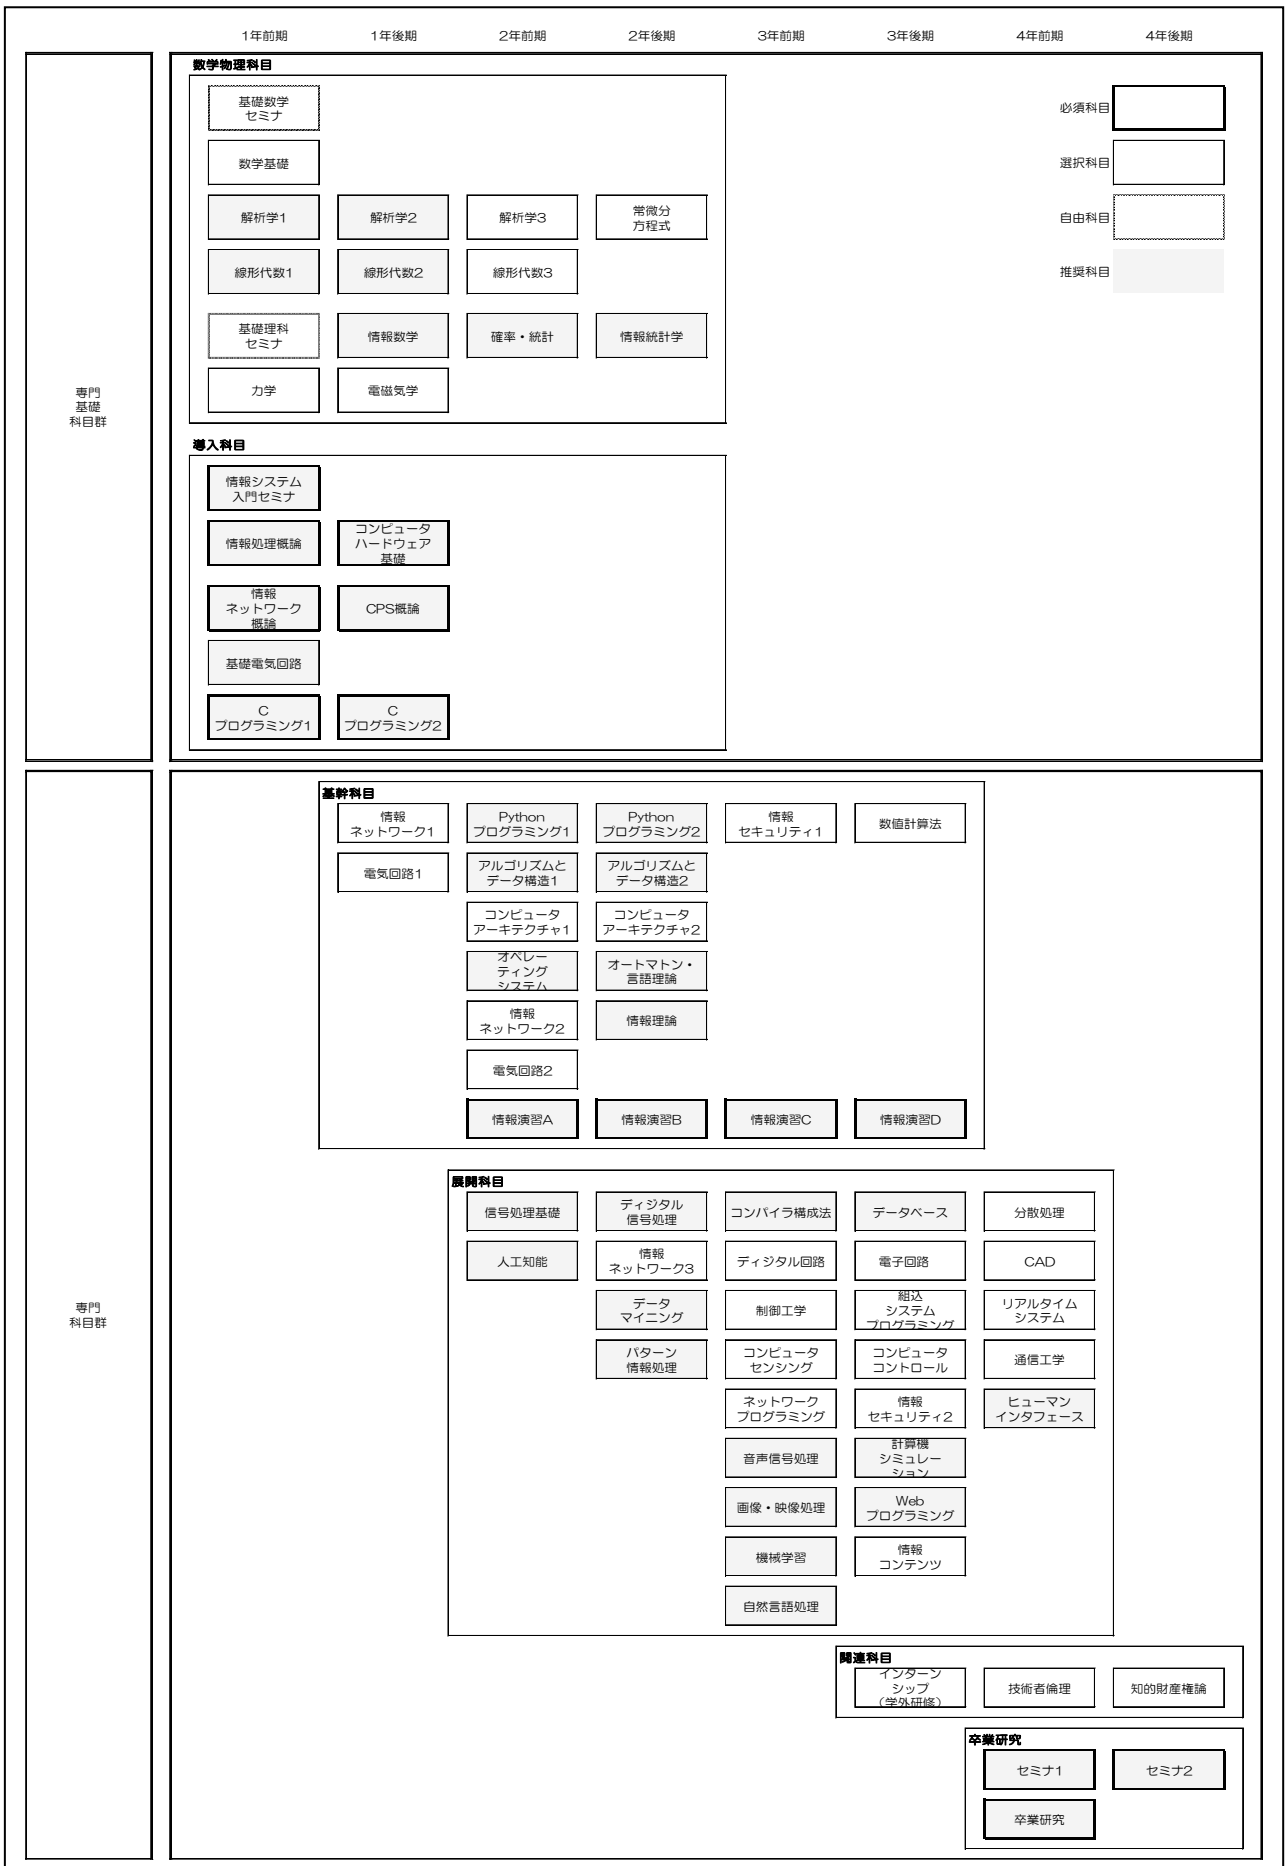 1年前期
1年後期
2年前期
2年後期
3年前期
3年後期
4年前期
4年後期
専門
基礎
科目群
数学物理科目
基礎数学
セミナ
必須科目
数学基礎
選択科目
解析学1
解析学2
解析学3
常微分
方程式
自由科目
線形代数1
線形代数2
線形代数3
推奨科目
基礎理科
セミナ
情報数学
確率・統計
情報統計学
力学
電磁気学
導入科目
情報システム
入門セミナ
情報処理概論
コンピュータ
ハードウェア
基礎
情報
ネットワーク
概論
CPS概論
基礎電気回路
C
プログラミング1
C
プログラミング2
専門
科目群
基幹科目
情報
ネットワーク1
Python
プログラミング1
Python
プログラミング2
情報
セキュリティ1
数値計算法
電気回路1
アルゴリズムと
データ構造1
アルゴリズムと
データ構造2
コンピュータ
アーキテクチャ1
コンピュータ
アーキテクチャ2
オペレー
ティング
システム
オートマトン・
言語理論
情報
ネットワーク2
情報理論
電気回路2
情報演習A
情報演習B
情報演習C
情報演習D
展開科目
信号処理基礎
ディジタル
信号処理
コンパイラ構成法
データベース
分散処理
人工知能
情報
ネットワーク3
ディジタル回路
電子回路
CAD
データ
マイニング
制御工学
組込
システム
プログラミング
リアルタイム
システム
パターン
情報処理
コンピュータ
センシング
コンピュータ
コントロール
通信工学
ネットワーク
プログラミング
情報
セキュリティ2
ヒューマン
インタフェース
音声信号処理
計算機
シミュレー
ション
画像・映像処理
Web
プログラミング
機械学習
情報
コンテンツ
自然言語処理
関連科目
インターン
シップ
(学外研修)
技術者倫理
知的財産権論
卒業研究
セミナ1
セミナ2
卒業研究